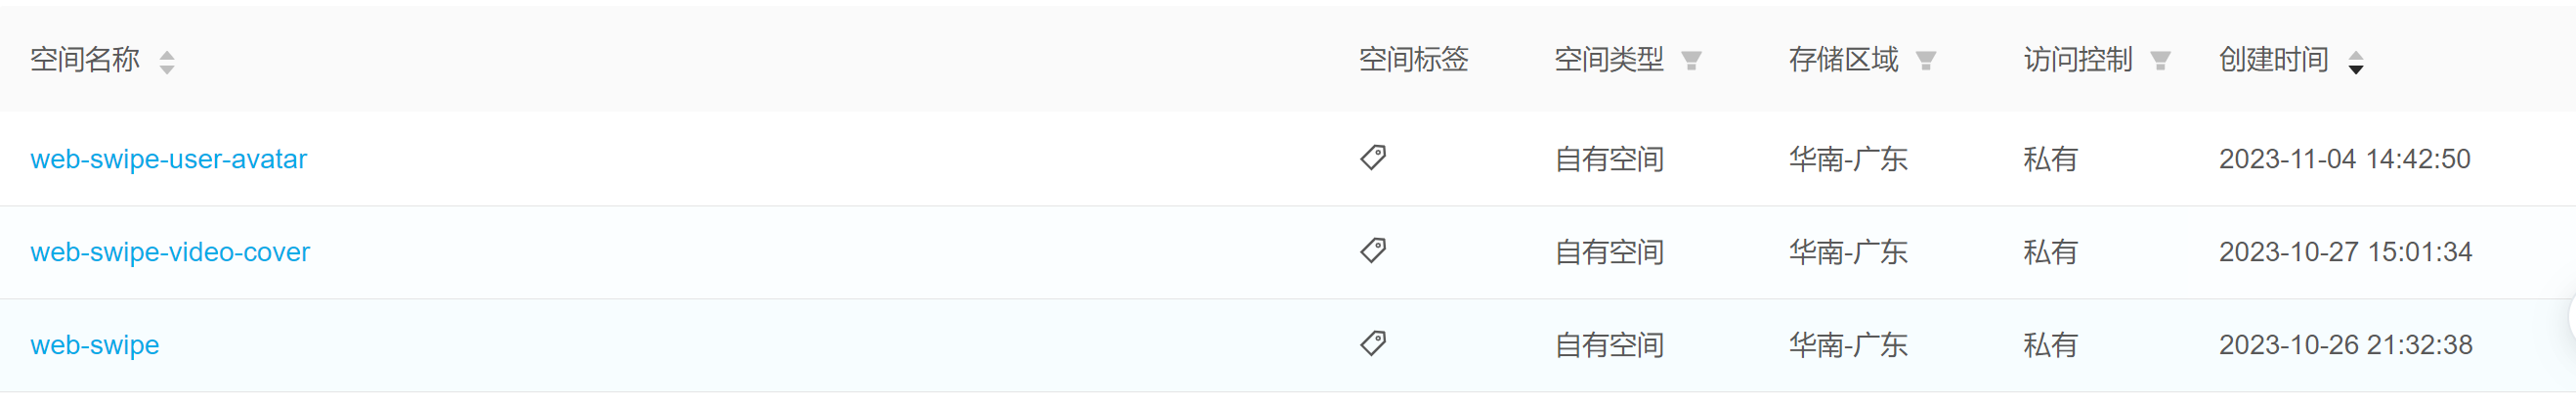 空间名称 空间标签 空间类型 存储区域 访问控制 创建时间
web-swipe-user-avatar 自有空间 华南-广东 私有 2023-11-04 14:42:50
web-swipe-video-cover 自有空间 华南-广东 私有 2023-10-27 15:01:34
web-swipe 自有空间 华南-广东 私有 2023-10-26 21:32:38